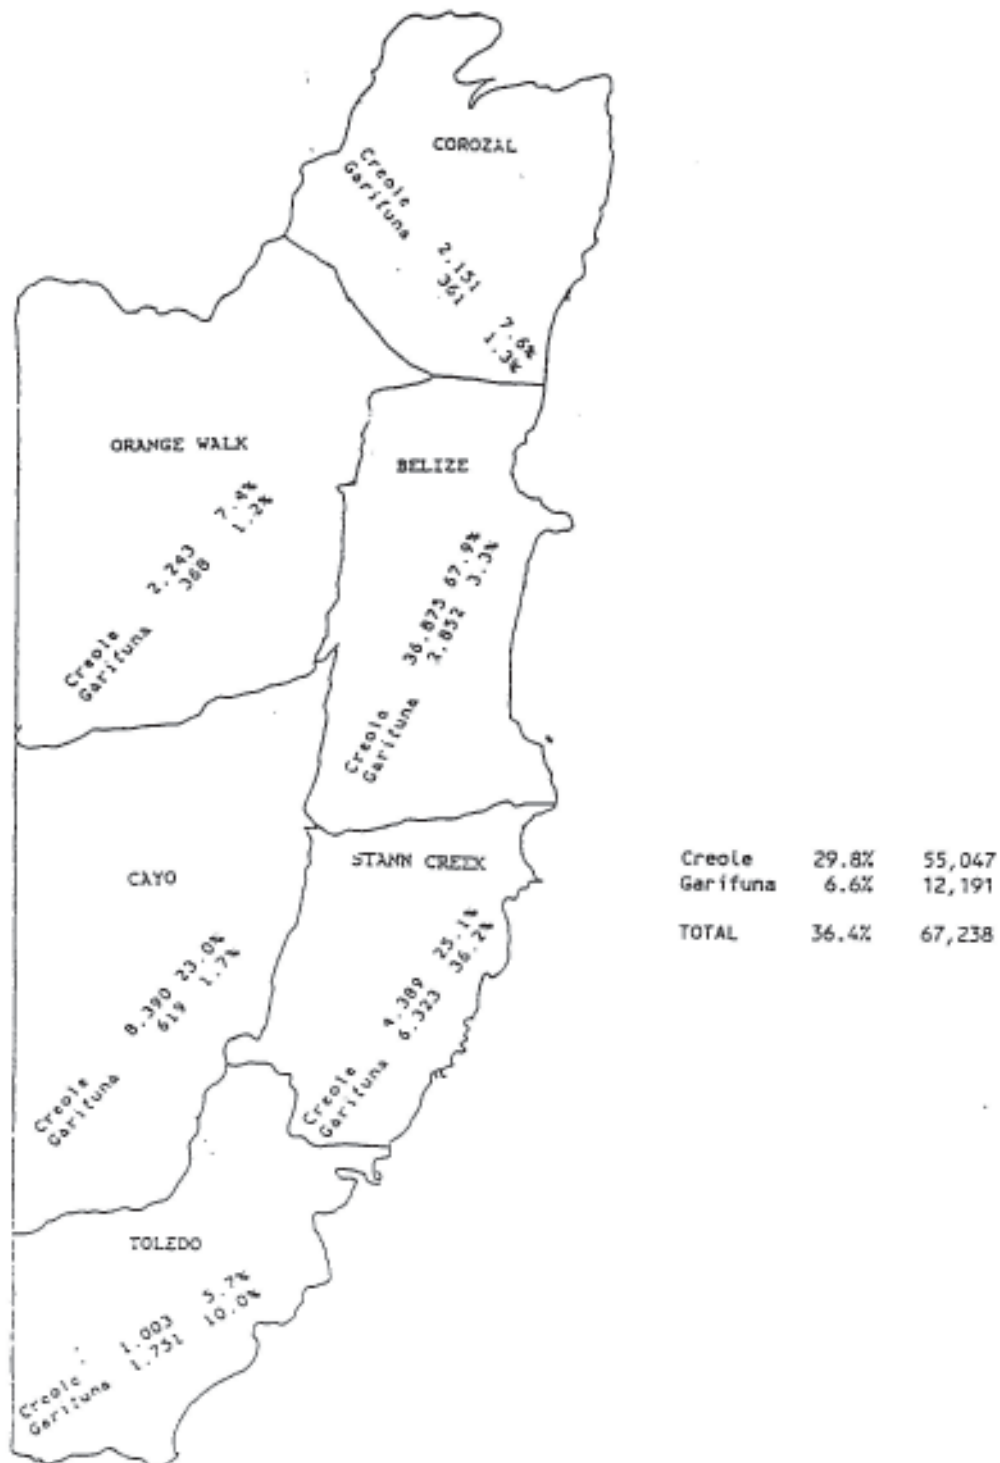 COROZAL
Creole 2,151 7.6%
Garifuna 361 1.3%
ORANGE WALK
Creole 2,243 7.4%
Garifuna 368 1.2%
BELIZE
Creole 36,875 67.9%
Garifuna 2,852 3.3%
CAYO
Creole 8,390 23.0%
Garifuna 619 1.7%
STANN CREEK
Creole 4,389 25.1%
Garifuna 6,323 36.2%
Creole 29.8% 55,047
Garifuna 6.6% 12,191
TOTAL 36.4% 67,238
TOLEDO
Creole 1,003 5.7%
Garifuna 1,751 10.0%